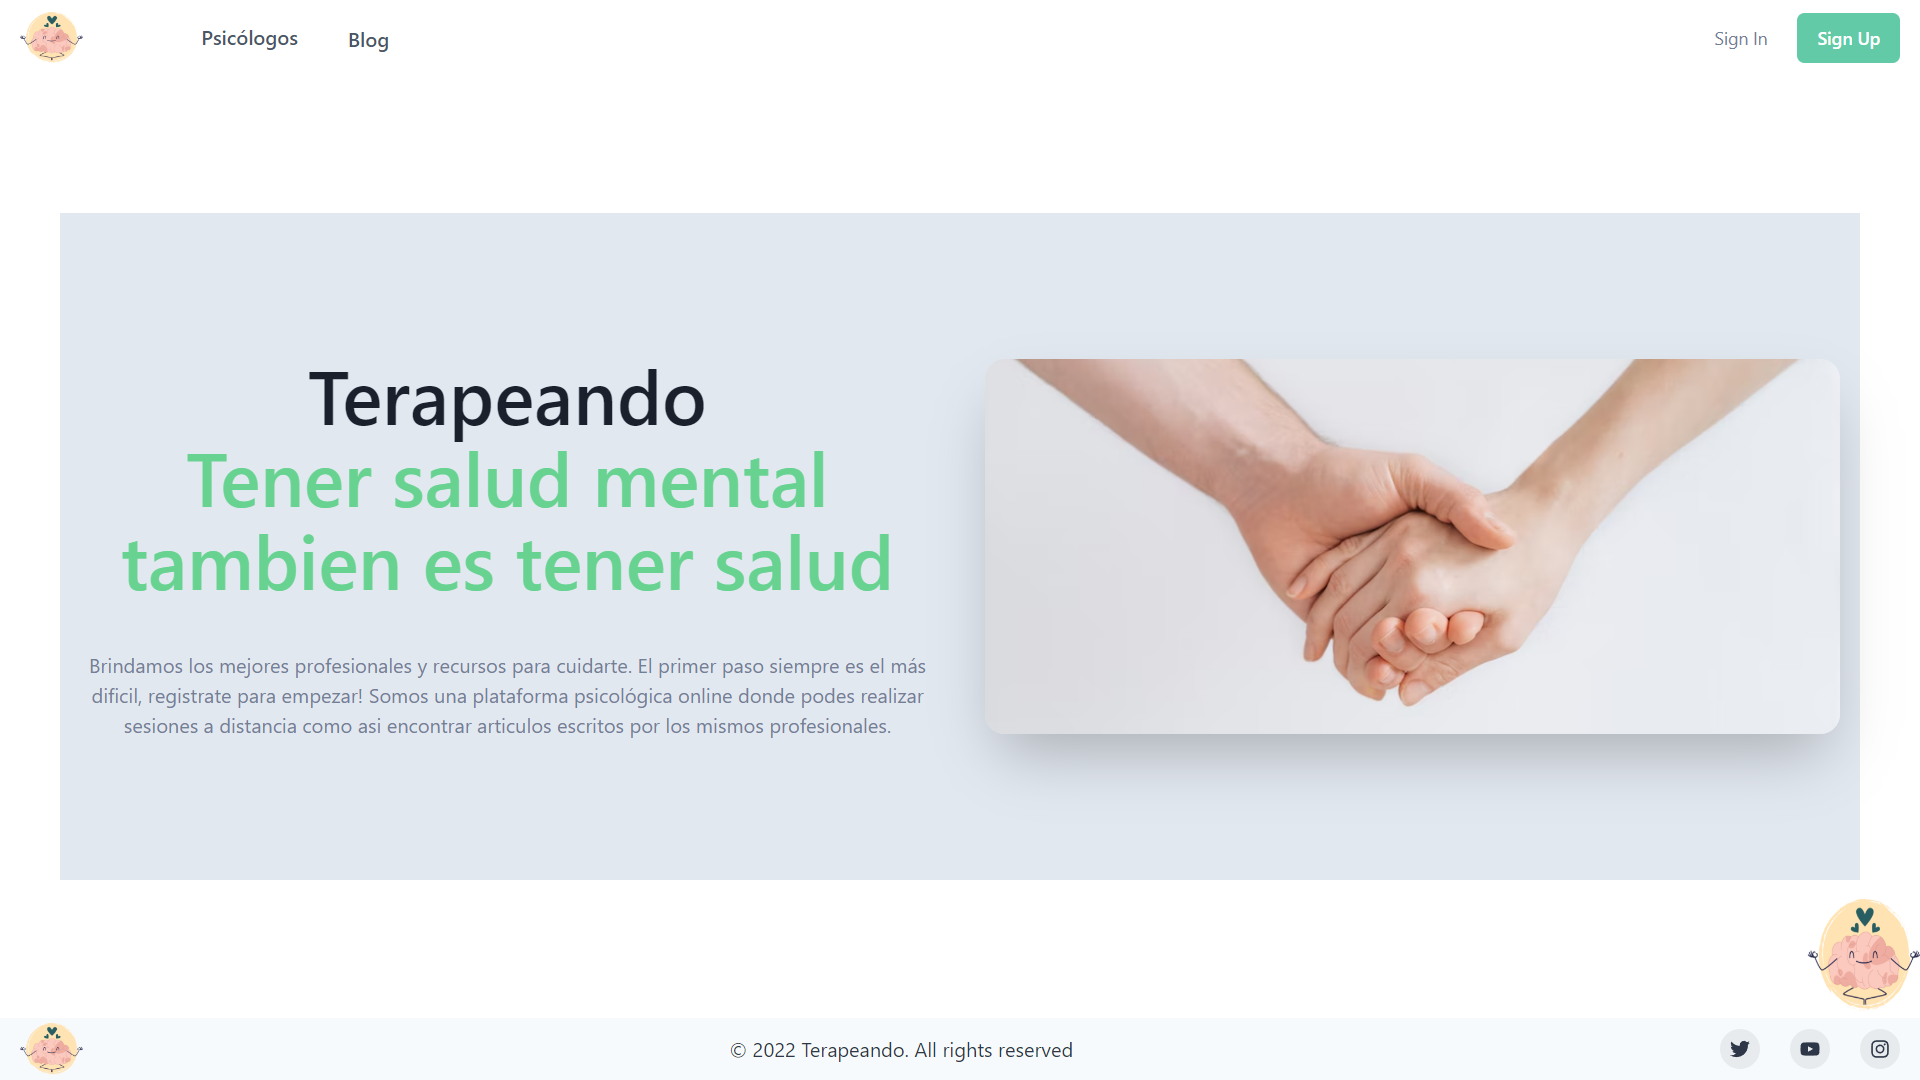 Psicólogos
Blog
Sign In
Sign Up
Terapeando
Tener salud mental
tambien es tener salud
Brindamos los mejores profesionales y recursos para cuidarte. El primer paso siempre es el más
dificil, registrate para empezar! Somos una plataforma psicológica online donde podes realizar
sesiones a distancia como asi encontrar articulos escritos por los mismos profesionales.
© 2022 Terapeando. All rights reserved